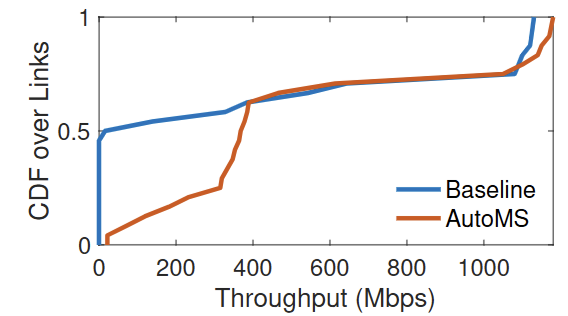 1
CDF over Links
0.5
Baseline
AutoMS
0
0 200 400 600 800 1000
Throughput (Mbps)